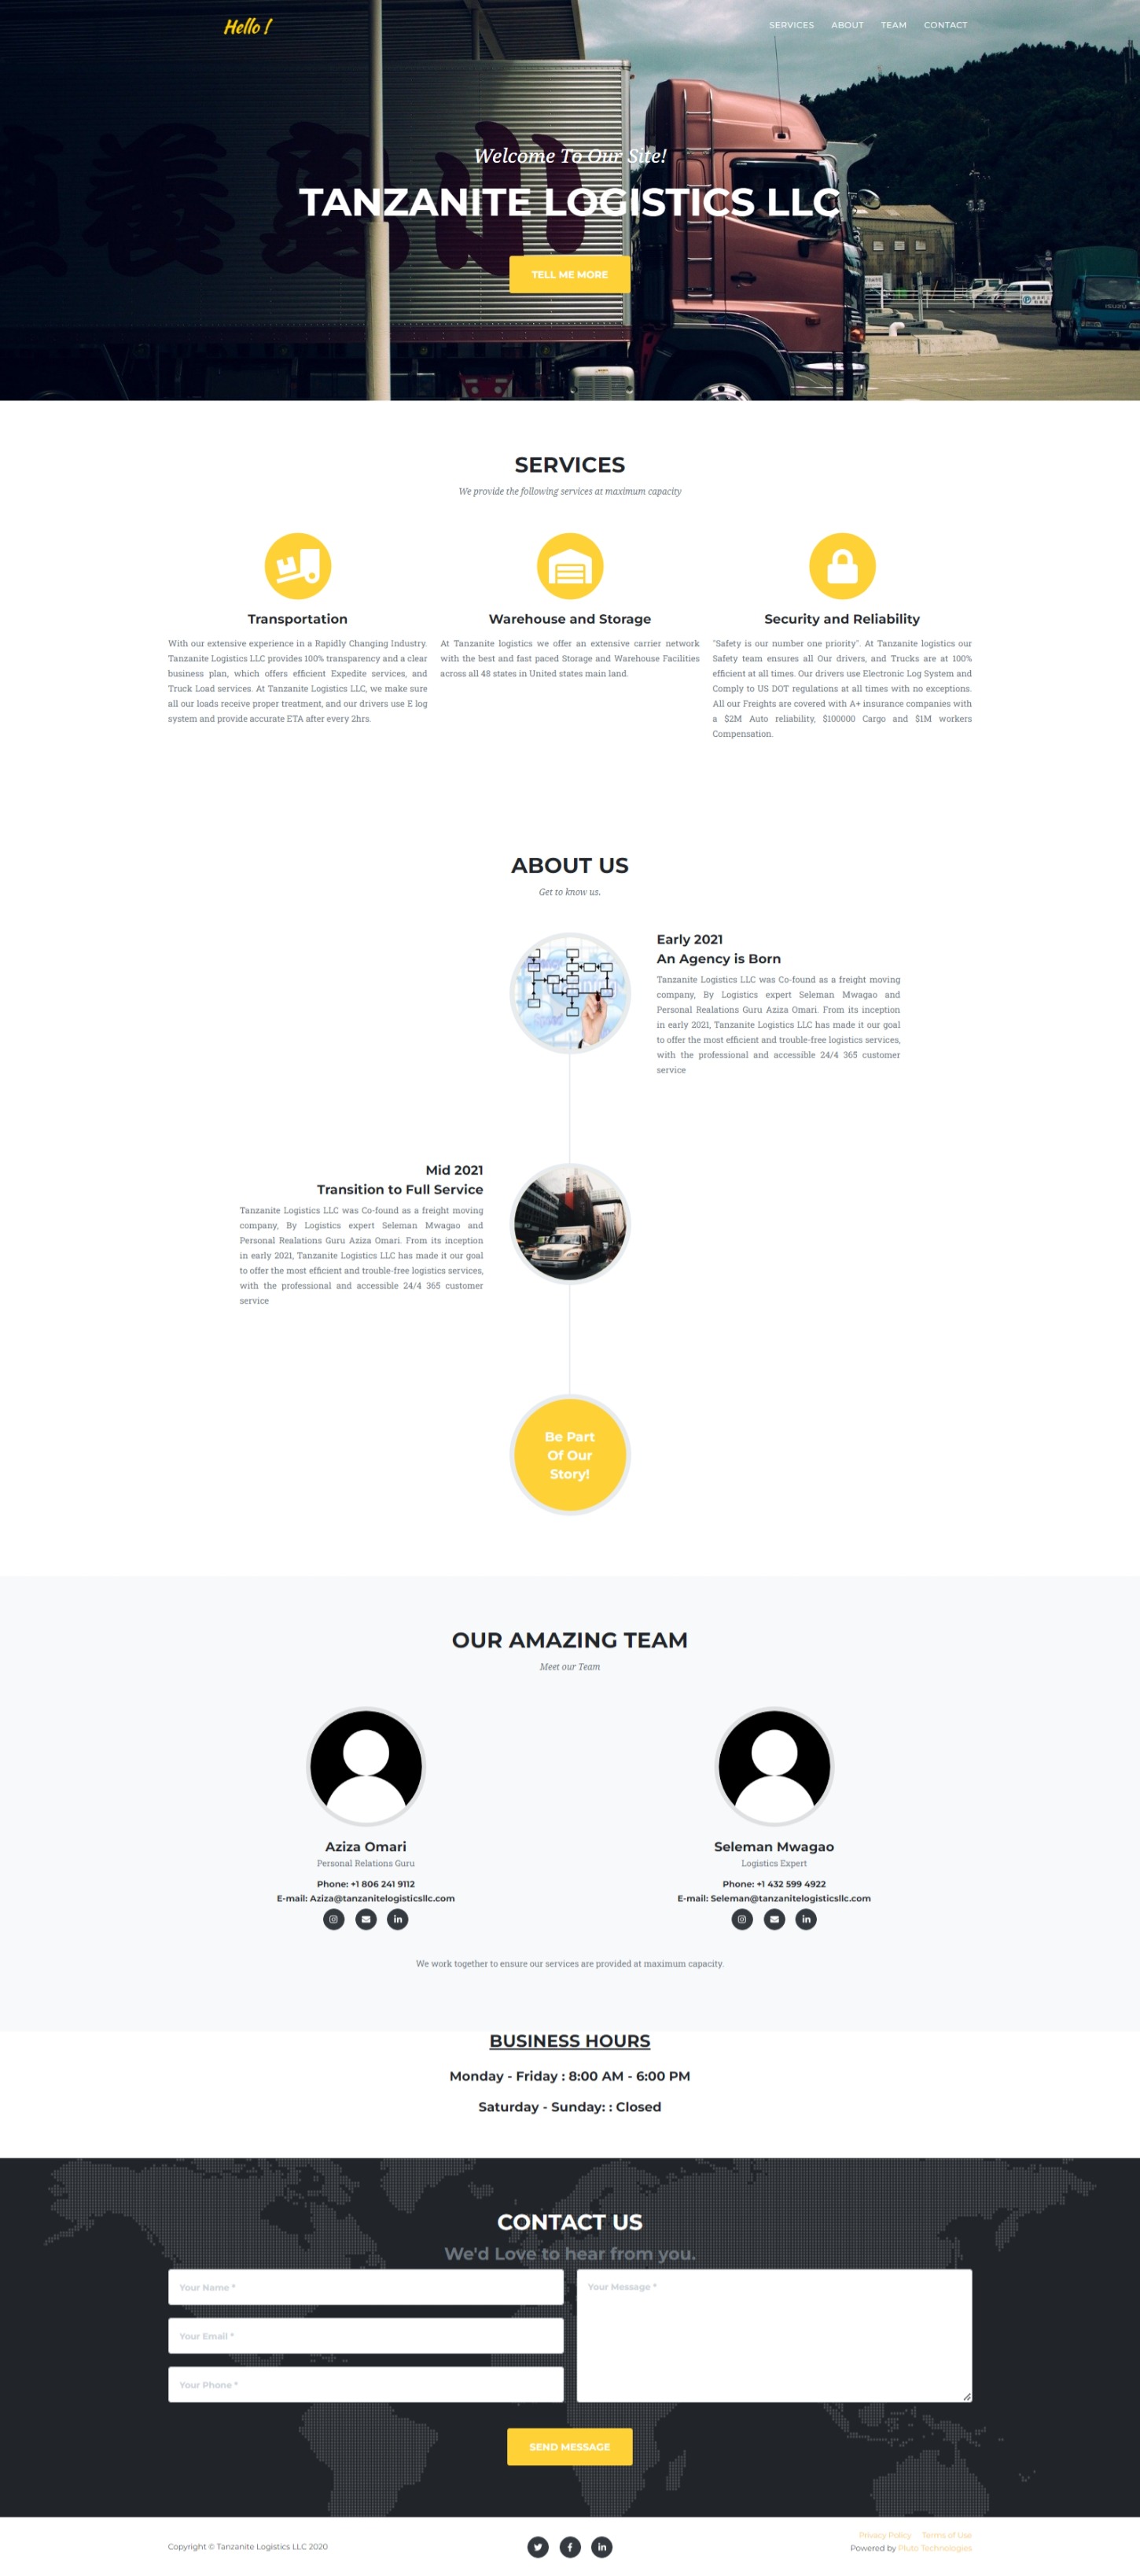 Hello !
SERVICES ABOUT TEAM CONTACT
Welcome To Our Site!
TANZANITE LOGISTICS LLC
TELL ME MORE
SERVICES
We provide the following services at maximum capacity
Transportation
With our extensive experience in a Rapidly Changing Industry.
Tanzanite Logistics LLC provides 100% transparency and a clear
business plan, which offers efficient Expedite services, and
Truck Load services. At Tanzanite Logistics LLC, we make sure
all our loads receive proper treatment, and our drivers use E log
system and provide accurate ETA after every 2hrs.
Warehouse and Storage
At Tanzanite logistics we offer an extensive carrier network
with the best and fast paced Storage and Warehouse Facilities
across all 48 states in United states main land.
Security and Reliability
"Safety is our number one priority". At Tanzanite logistics our
Safety team ensures all Our drivers, and Trucks are at 100%
efficient at all times. Our drivers use Electronic Log System and
Comply to US DOT regulations at all times with no exceptions.
All our Freights are covered with A+ insurance companies with
a $2M Auto reliability, $100000 Cargo and $1M workers
Compensation.
ABOUT US
Get to know us.
Early 2021
An Agency is Born
Tanzanite Logistics LLC was Co-found as a freight moving
company, By Logistics expert Seleman Mwagao and
Personal Realations Guru Aziza Omari. From its inception
in early 2021, Tanzanite Logistics LLC has made it our goal
to offer the most efficient and trouble-free logistics services,
with the professional and accessible 24/4 365 customer
service
Mid 2021
Transition to Full Service
Tanzanite Logistics LLC was Co-found as a freight moving
company, By Logistics expert Seleman Mwagao and
Personal Realations Guru Aziza Omari. From its inception
in early 2021, Tanzanite Logistics LLC has made it our goal
to offer the most efficient and trouble-free logistics services,
with the professional and accessible 24/4 365 customer
service
Be Part
Of Our
Story!
OUR AMAZING TEAM
Meet our Team
Aziza Omari
Personal Relations Guru
Phone: +1 806 241 9112
E-mail: Aziza@tanzanitelogisticsllc.com
Seleman Mwagao
Logistics Expert
Phone: +1 432 599 4922
E-mail: Seleman@tanzanitelogisticsllc.com
We work together to ensure our services are provided at maximum capacity.
BUSINESS HOURS
Monday - Friday : 8:00 AM - 6:00 PM
Saturday - Sunday: : Closed
CONTACT US
We'd Love to hear from you.
Your Name *
Your Email *
Your Phone *
Your Message *
SEND MESSAGE
Copyright © Tanzanite Logistics LLC 2020
Privacy Policy Terms of Use
Powered by Pluto Technologies